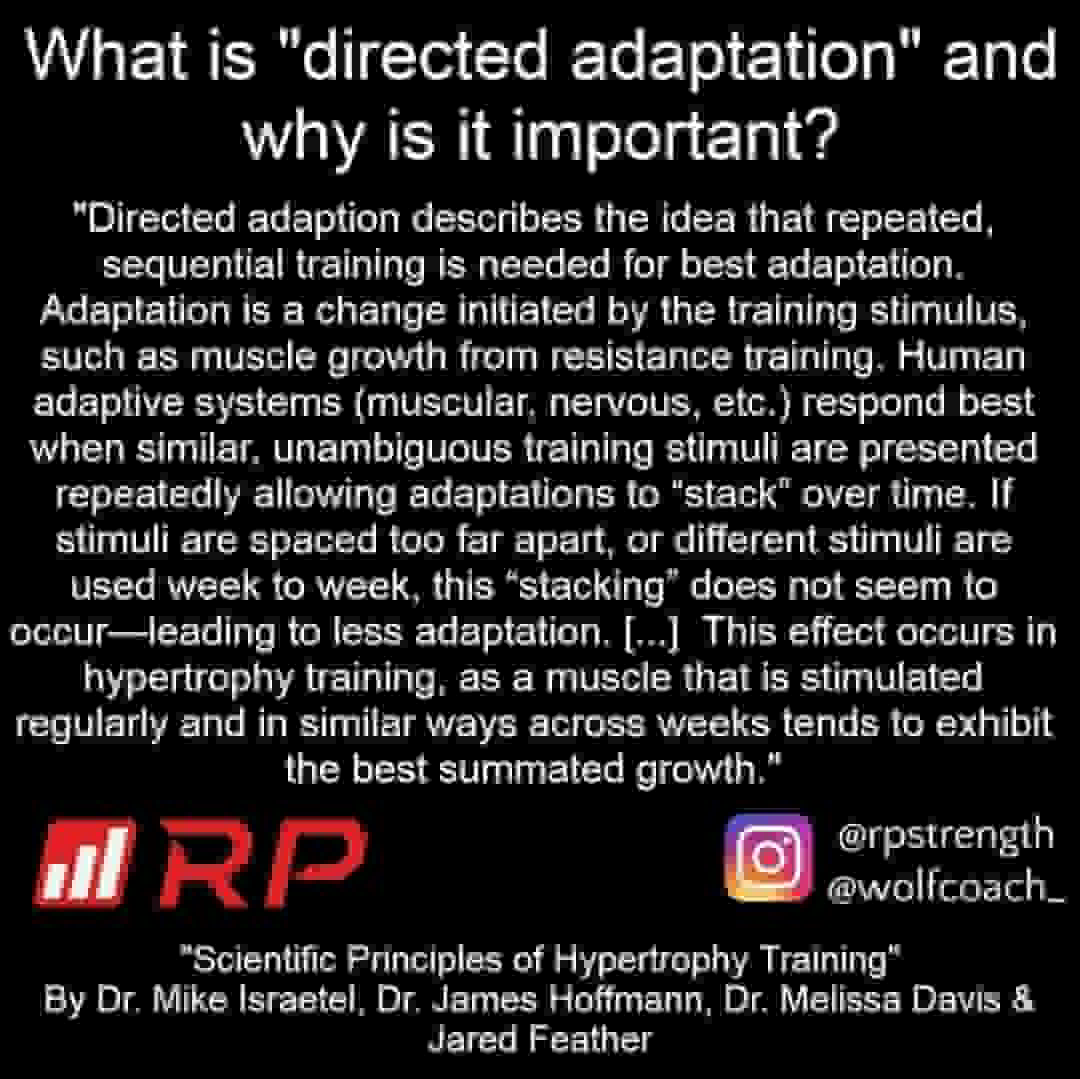 What is "directed adaptation" and
why is it important?
"Directed adaption describes the idea that repeated,
sequential training is needed for best adaptation.
Adaptation is a change initiated by the training stimulus,
such as muscle growth from resistance training. Human
adaptive systems (muscular, nervous, etc.) respond best
when similar, unambiguous training stimuli are presented
repeatedly allowing adaptations to “stack” over time. If
stimuli are spaced too far apart, or different stimuli are
used week to week, this “stacking” does not seem to
occur—leading to less adaptation. [...] This effect occurs in
hypertrophy training, as a muscle that is stimulated
regularly and in similar ways across weeks tends to exhibit
the best summated growth."
RP
@rpstrength
@wolfcoach_
"Scientific Principles of Hypertrophy Training"
By Dr. Mike Israetel, Dr. James Hoffmann, Dr. Melissa Davis &
Jared Feather